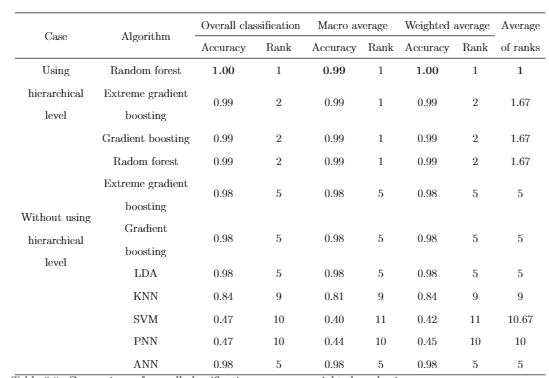 Case Algorithm Overall classification Macro average Weighted average Average of ranks
Accuracy Rank Accuracy Rank Accuracy Rank
Using hierarchical level
Random forest 1.00 1 0.99 1 1.00 1 1
Extreme gradient boosting 0.99 2 0.99 1 0.99 2 1.67
Gradient boosting 0.99 2 0.99 1 0.99 2 1.67
Without using hierarchical level
Radom forest 0.99 2 0.99 1 0.99 2 1.67
Extreme gradient boosting 0.98 5 0.98 5 0.98 5 5
Gradient boosting 0.98 5 0.98 5 0.98 5 5
LDA 0.98 5 0.98 5 0.98 5 5
KNN 0.84 9 0.81 9 0.84 9 9
SVM 0.47 10 0.40 11 0.42 11 10.67
PNN 0.47 10 0.44 10 0.45 10 10
ANN 0.98 5 0.98 5 0.98 5 5